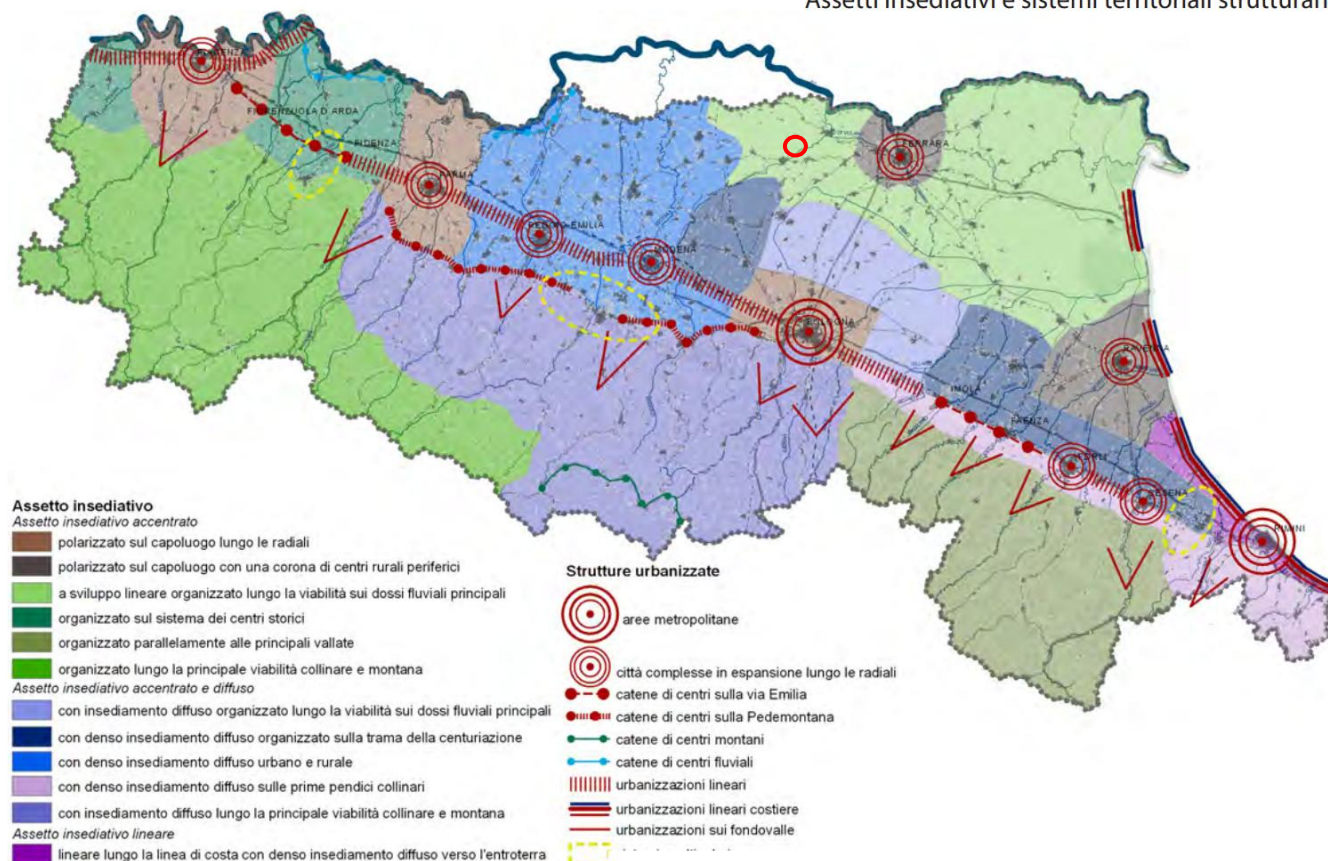 Assetti insediativi e sistemi territoriali strutturan
PIACENZA
FIORENZUOLA D'ARDA
FIDENZA
PARMA
REGGIO EMILIA
MODENA
FERRARA
BOLOGNA
RAVENNA
IMOLA
FAENZA
FORLI'
CESENA
RIMINI
Assetto insediativo
Assetto insediativo accentrato
polarizzato sul capoluogo lungo le radiali
polarizzato sul capoluogo con una corona di centri rurali periferici
a sviluppo lineare organizzato lungo la viabilità sui dossi fluviali principali
organizzato sul sistema dei centri storici
organizzato parallelamente alle principali vallate
organizzato lungo la principale viabilità collinare e montana
Assetto insediativo accentrato e diffuso
con insediamento diffuso organizzato lungo la viabilità sui dossi fluviali principali
con denso insediamento diffuso organizzato sulla trama della centuriazione
con denso insediamento diffuso urbano e rurale
con denso insediamento diffuso sulle prime pendici collinari
con insediamento diffuso lungo la principale viabilità collinare e montana
Assetto insediativo lineare
lineare lungo la linea di costa con denso insediamento diffuso verso l'entroterra
Strutture urbanizzate
aree metropolitane
città complesse in espansione lungo le radiali
catene di centri sulla via Emilia
catene di centri sulla Pedemontana
catene di centri montani
catene di centri fluviali
urbanizzazioni lineari
urbanizzazioni lineari costiere
urbanizzazioni sui fondovalle